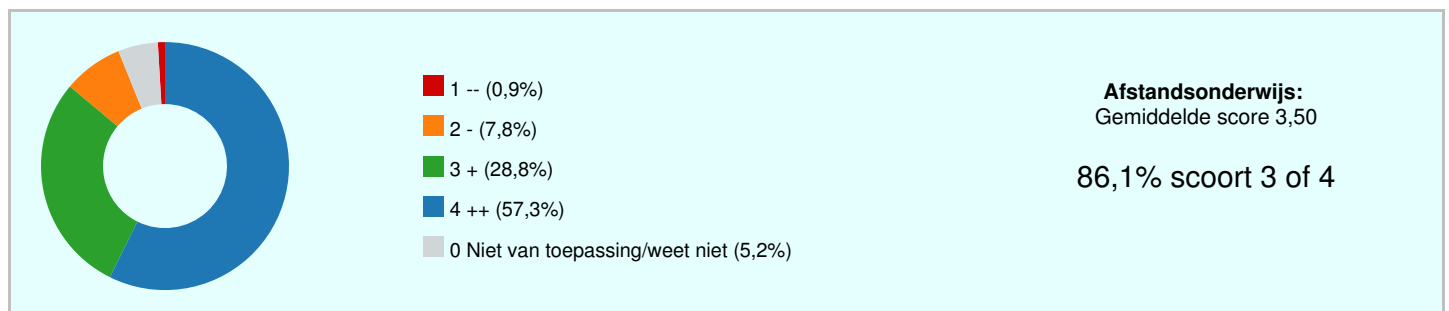 1 -- (0,9%)
2 - (7,8%)
3 + (28,8%)
4 ++ (57,3%)
0 Niet van toepassing/weet niet (5,2%)
Afstandsonderwijs:
Gemiddelde score 3,50
86,1% scoort 3 of 4